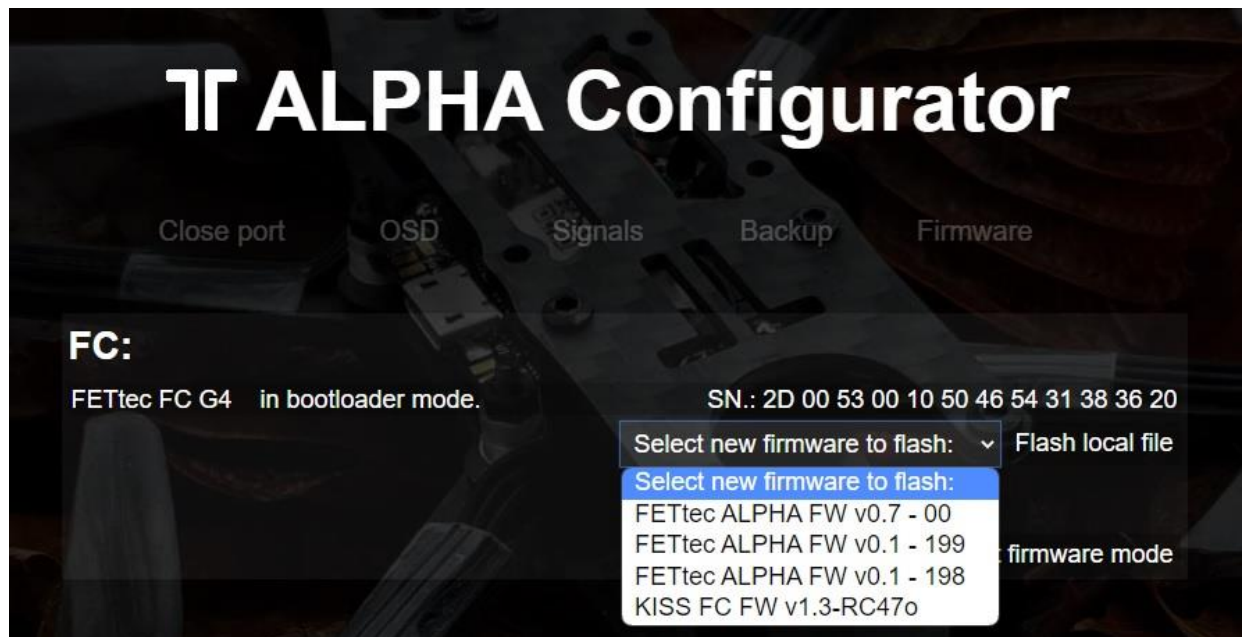 ALPHA Configurator
Close port OSD Signals Backup Firmware
FC:
FETtec FC G4 in bootloader mode. SN.: 2D 00 53 00 10 50 46 54 31 38 36 20
Select new firmware to flash: Flash local file
Select new firmware to flash:
FETtec ALPHA FW v0.7 - 00
FETtec ALPHA FW v0.1 - 199
firmware mode
FETtec ALPHA FW v0.1 - 198
KISS FC FW v1.3-RC47o